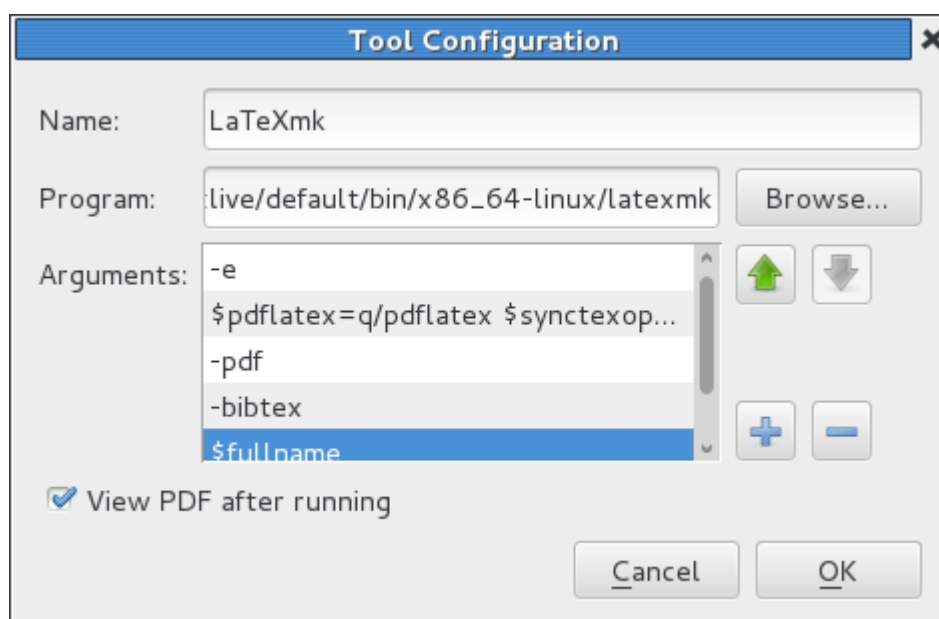 Tool Configuration
Name:
LaTeXmk
Program:
live/default/bin/x86_64-linux/latexmk
Browse...
Arguments:
-e
$pdflatex=q/pdflatex $synctexop...
-pdf
-bibtex
$fullname
View PDF after running
Cancel
OK